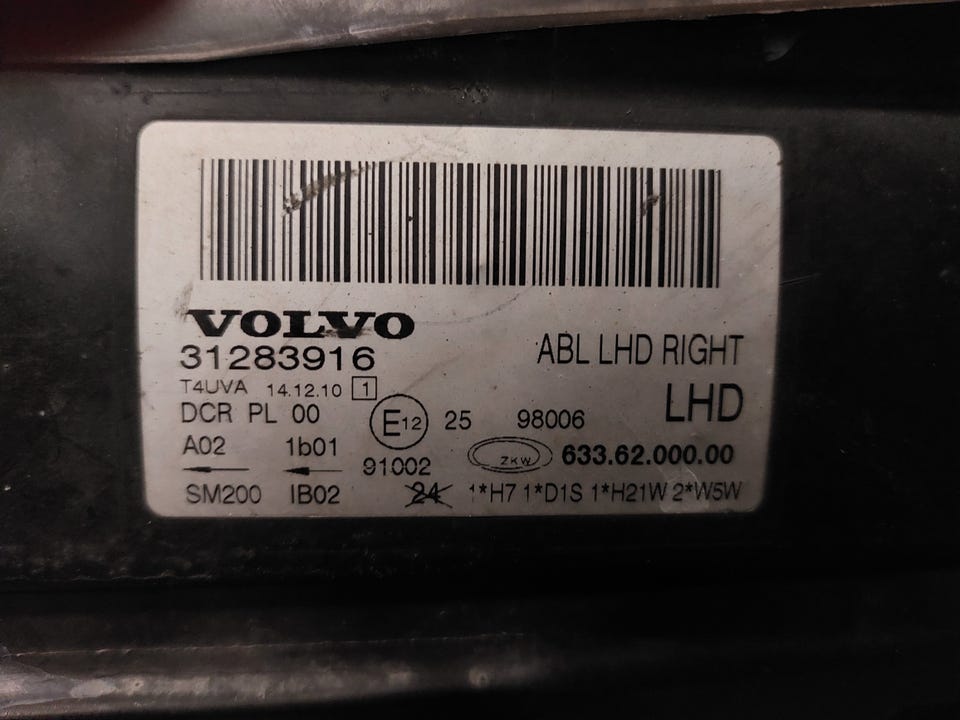 VOLVO
31283916
ABL LHD RIGHT
T4UVA 14.12.10 1
LHD
DCR PL 00 E12 25 98006
A02 1b01 91002 ZKW 633.62.000.00
SM200 IB02 24 1*H7 1*D1S 1*H21W 2*W5W